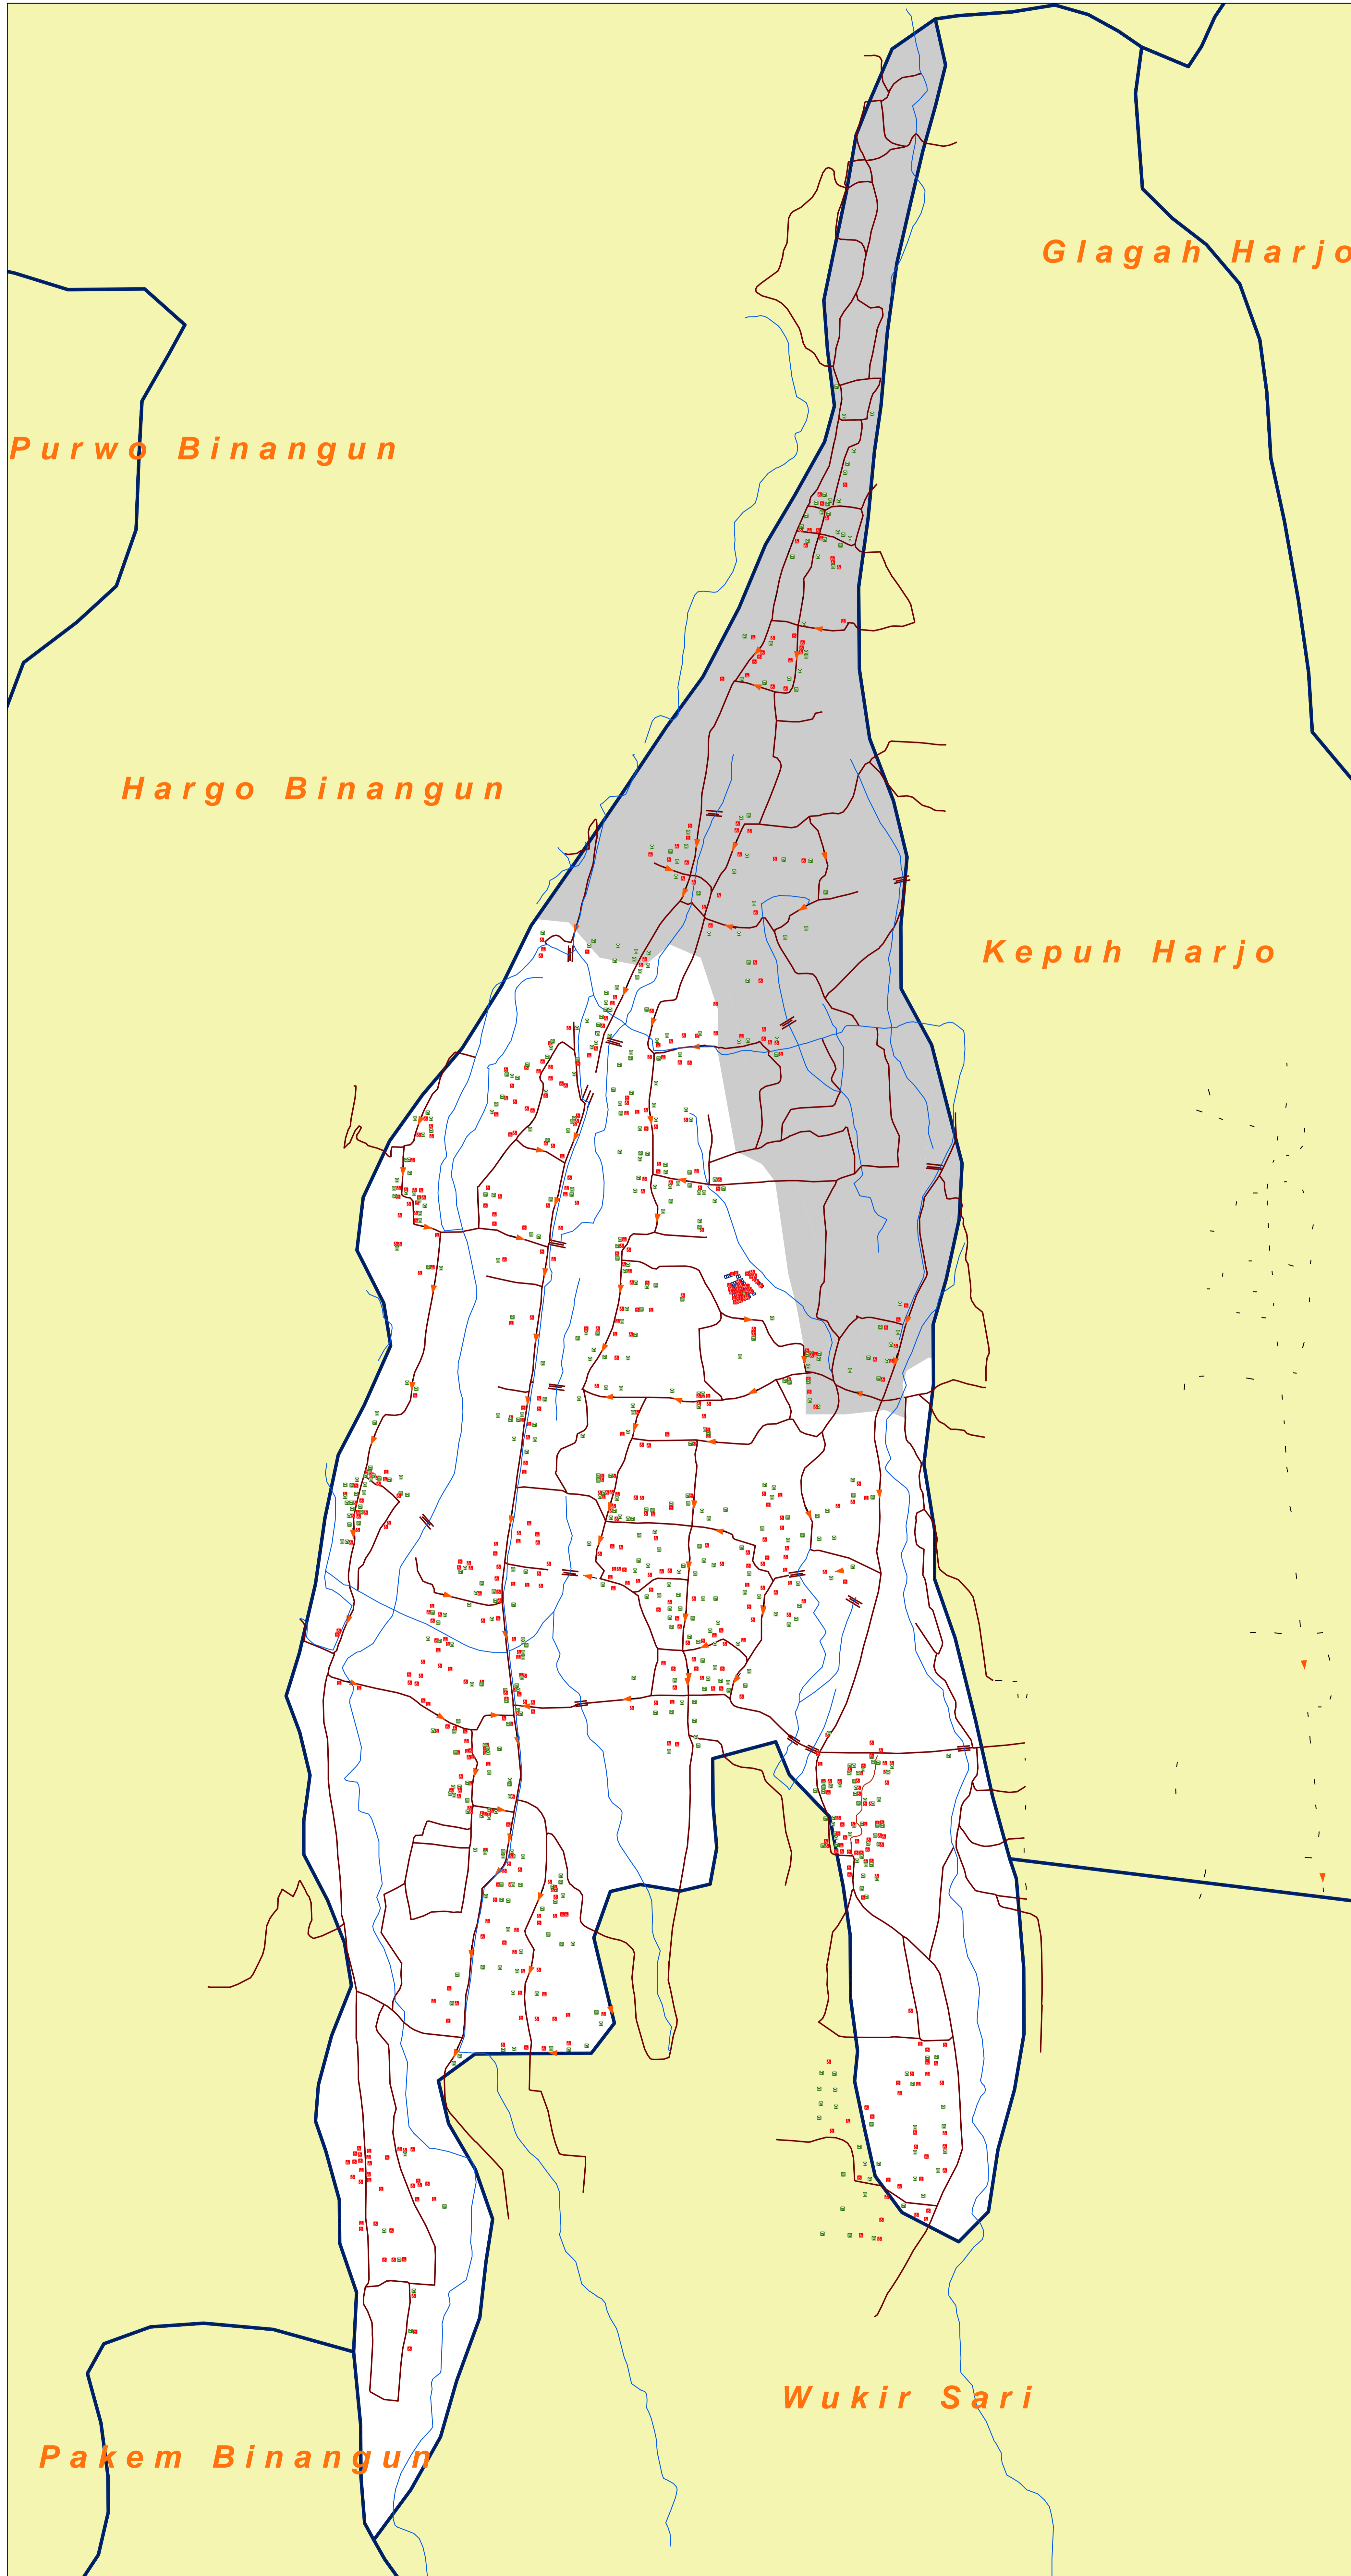 Glagah Harjo
Purwo Binangun
Hargo Binangun
Kepuh Harjo
Wukir Sari
Pakem Binangun